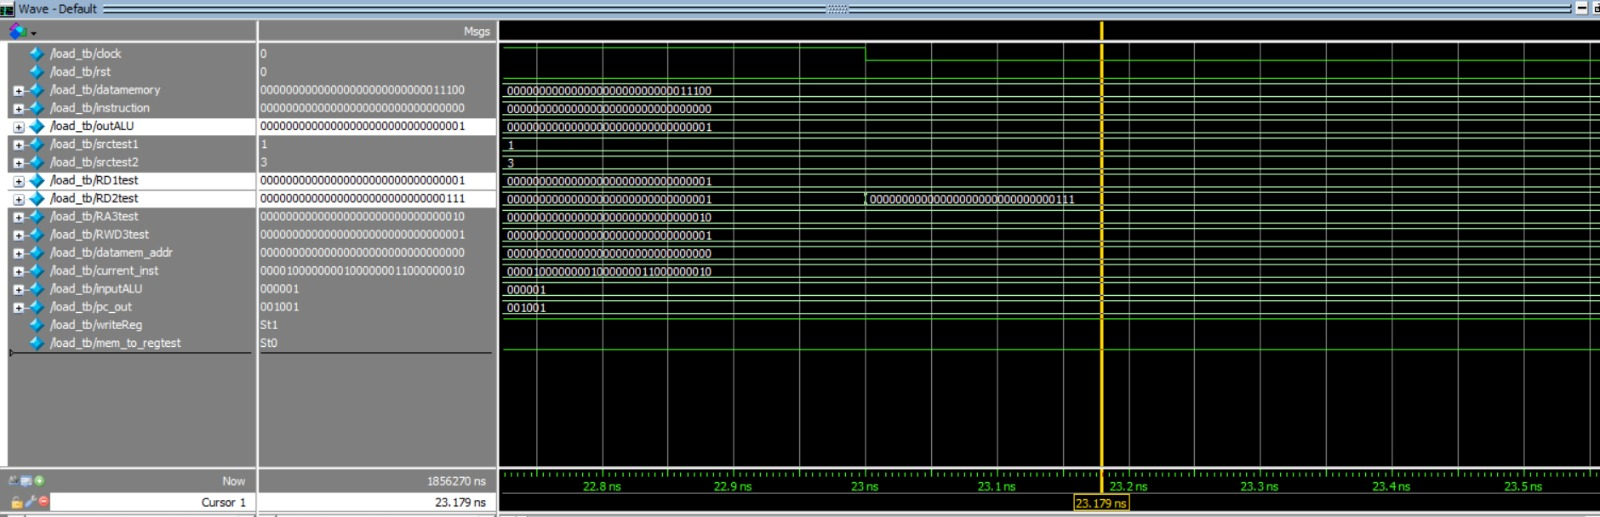 Wave - Default
Msgs
/load_tb/clock 0
/load_tb/rst 0
/load_tb/datamemory 00000000000000000000000000011100 00000000000000000000000000011100
/load_tb/instruction 00000000000000000000000000000000 00000000000000000000000000000000
/load_tb/outALU 00000000000000000000000000000001 00000000000000000000000000000001
/load_tb/srctest1 1 1
/load_tb/srctest2 3 3
/load_tb/RD1test 00000000000000000000000000000001 00000000000000000000000000000001
/load_tb/RD2test 00000000000000000000000000000111 00000000000000000000000000000001 00000000000000000000000000000111
/load_tb/RA3test 00000000000000000000000000000010 00000000000000000000000000000010
/load_tb/RWD3test 00000000000000000000000000000001 00000000000000000000000000000001
/load_tb/datamem_addr 00000000000000000000000000000000 00000000000000000000000000000000
/load_tb/current_inst 00001000000001000000011000000010 00001000000001000000011000000010
/load_tb/inputALU 000001 000001
/load_tb/pc_out 001001 001001
/load_tb/writeReg St1
/load_tb/mem_to_regtest St0
Now 1856270 ns 22.8 ns 22.9 ns 23 ns 23.1 ns 23.2 ns 23.3 ns 23.4 ns 23.5 ns
Cursor 1 23.179 ns 23.179 ns